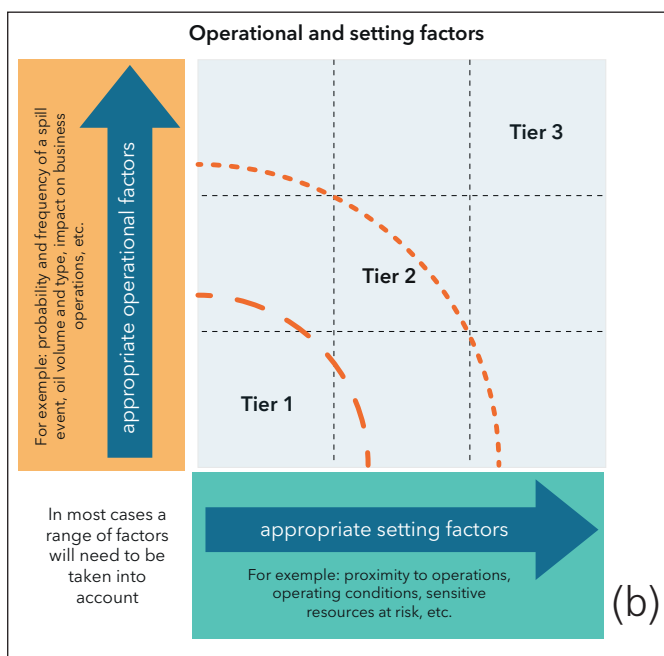 Operational and setting factors
For exemple: probability and frequency of a spill
event, oil volume and type, impact on business
operations, etc.
appropriate operational factors
Tier 3
Tier 2
Tier 1
In most cases a
range of factors
will need to be
taken into
account
appropriate setting factors
For exemple: proximity to operations,
operating conditions, sensitive
resources at risk, etc.
(b)